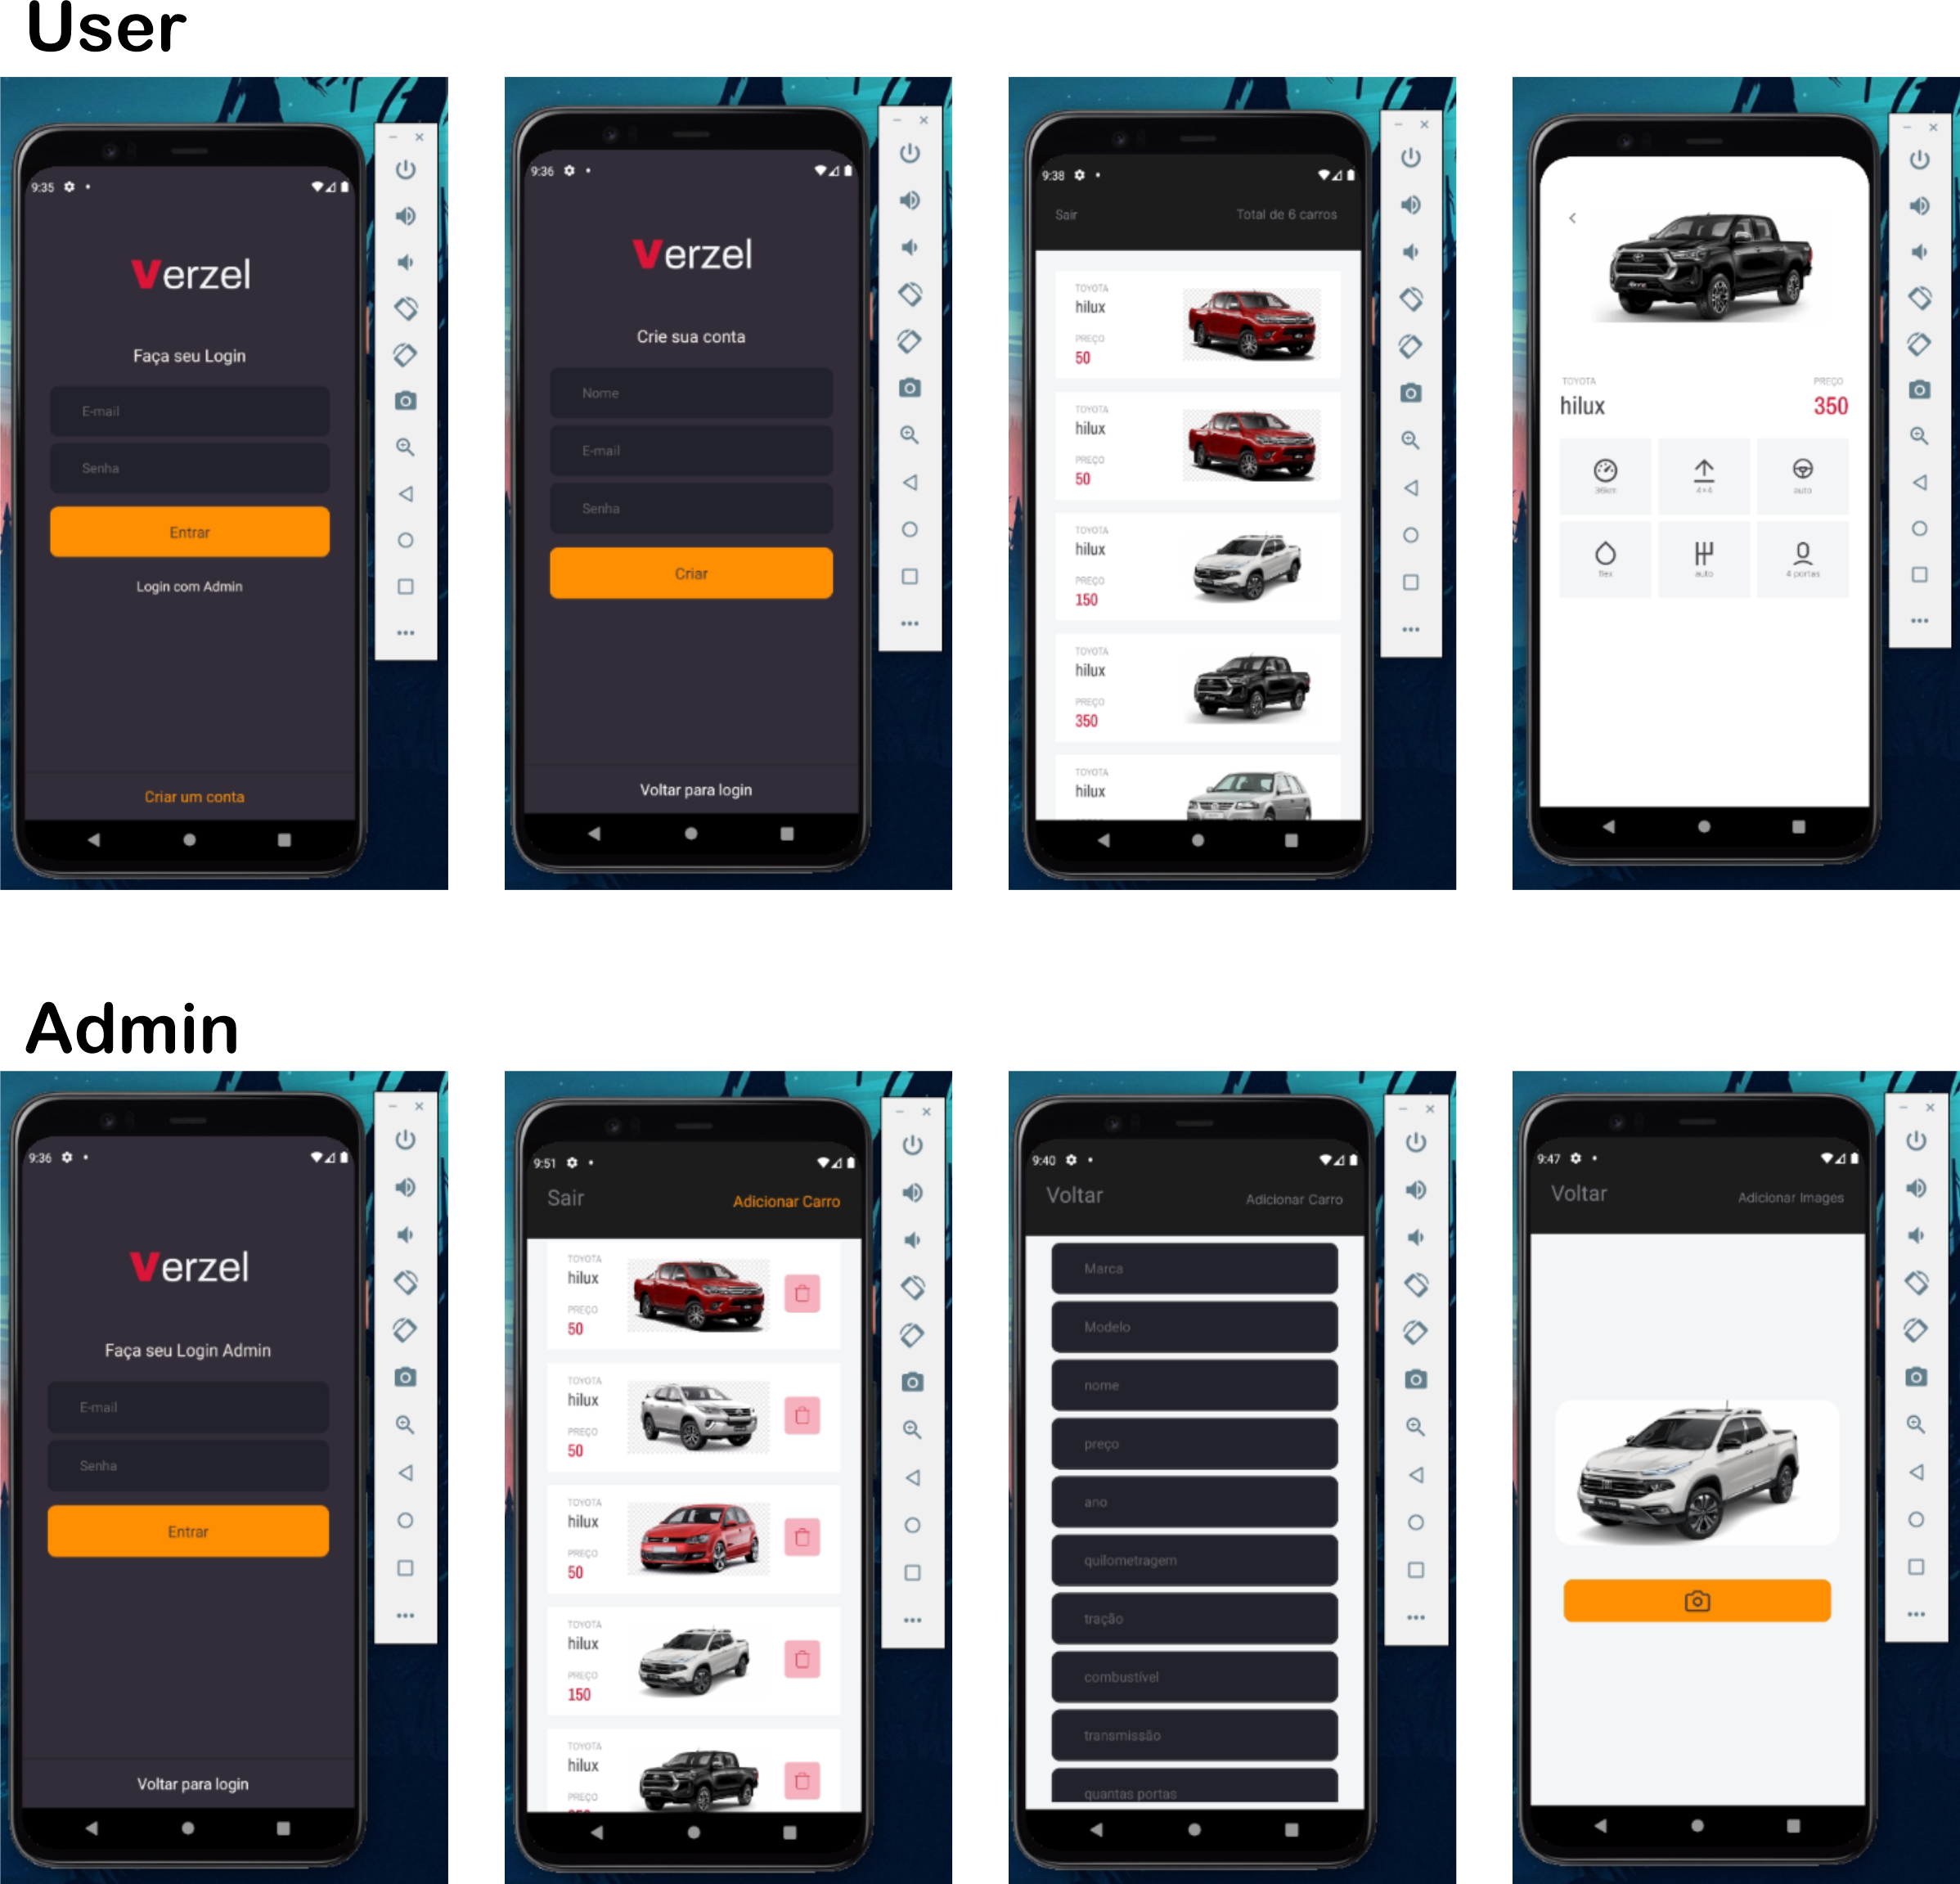 User
9:35
Verzel
Faça seu Login
E-mail
Senha
Entrar
Login com Admin
Criar um conta
9:36
Verzel
Crie sua conta
Nome
E-mail
Senha
Criar
Voltar para login
9:38
Sair
Total de 6 carros
TOYOTA
hilux
PREÇO
50
TOYOTA
hilux
PREÇO
50
TOYOTA
hilux
PREÇO
150
TOYOTA
hilux
PREÇO
350
TOYOTA
hilux
TOYOTA
PREÇO
hilux
350
36km
4x4
auto
flex
auto
4 portas
Admin
9:36
Verzel
Faça seu Login Admin
E-mail
Senha
Entrar
Voltar para login
9:51
Sair
Adicionar Carro
TOYOTA
hilux
PREÇO
50
TOYOTA
hilux
PREÇO
50
TOYOTA
hilux
PREÇO
50
TOYOTA
hilux
PREÇO
150
TOYOTA
hilux
PREÇO
9:40
Voltar
Adicionar Carro
Marca
Modelo
nome
preço
ano
quilometragem
tração
combustível
transmissão
quantas portas
9:47
Voltar
Adicionar Images